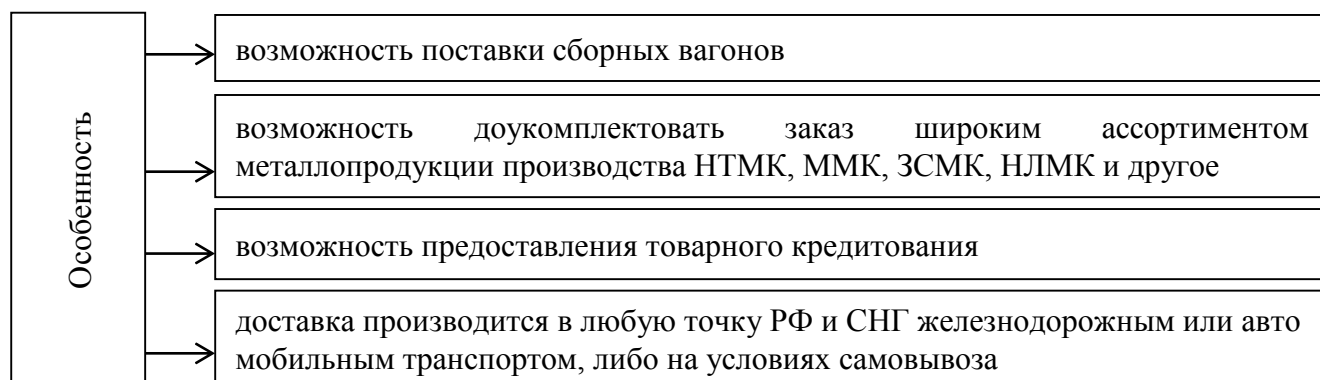 Особенность
возможность поставки сборных вагонов
возможность доукомплектовать заказ широким ассортиментом
металлопродукции производства НТМК, ММК, ЗСМК, НЛМК и другое
возможность предоставления товарного кредитования
доставка производится в любую точку РФ и СНГ железнодорожным или авто
мобильным транспортом, либо на условиях самовывоза